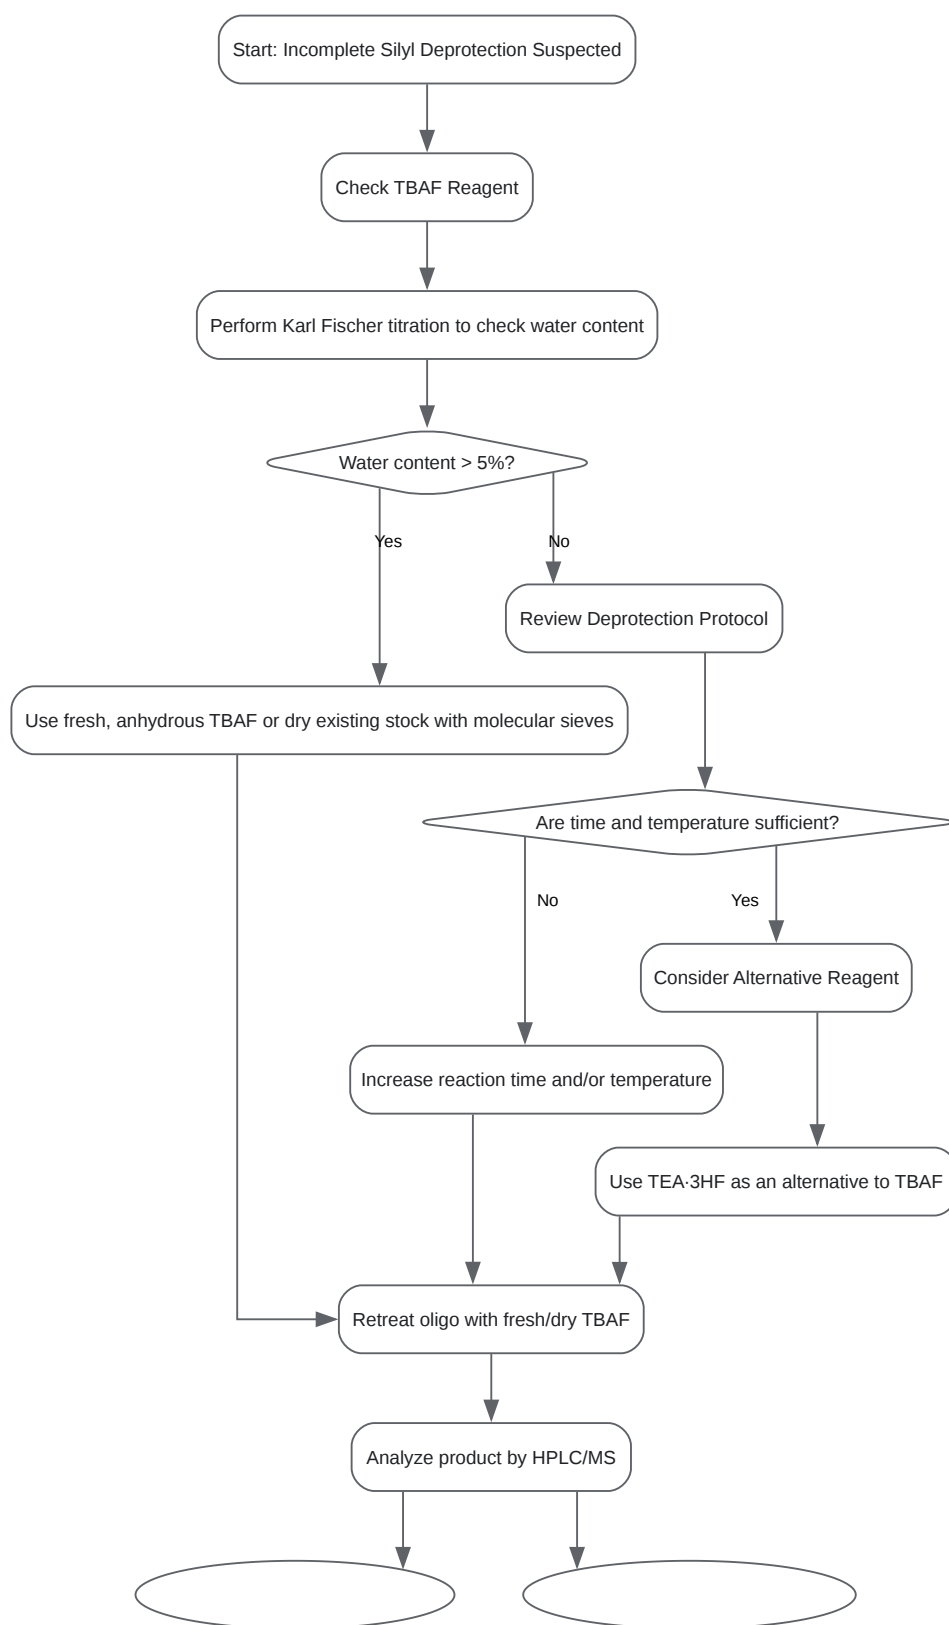 Start: Incomplete Silyl Deprotection Suspected
Check TBAF Reagent
Perform Karl Fischer titration to check water content
Water content > 5%?
Yes
No
Review Deprotection Protocol
Use fresh, anhydrous TBAF or dry existing stock with molecular sieves
Are time and temperature sufficient?
No
Yes
Consider Alternative Reagent
Increase reaction time and/or temperature
Use TEA·3HF as an alternative to TBAF
Retreat oligo with fresh/dry TBAF
Analyze product by HPLC/MS